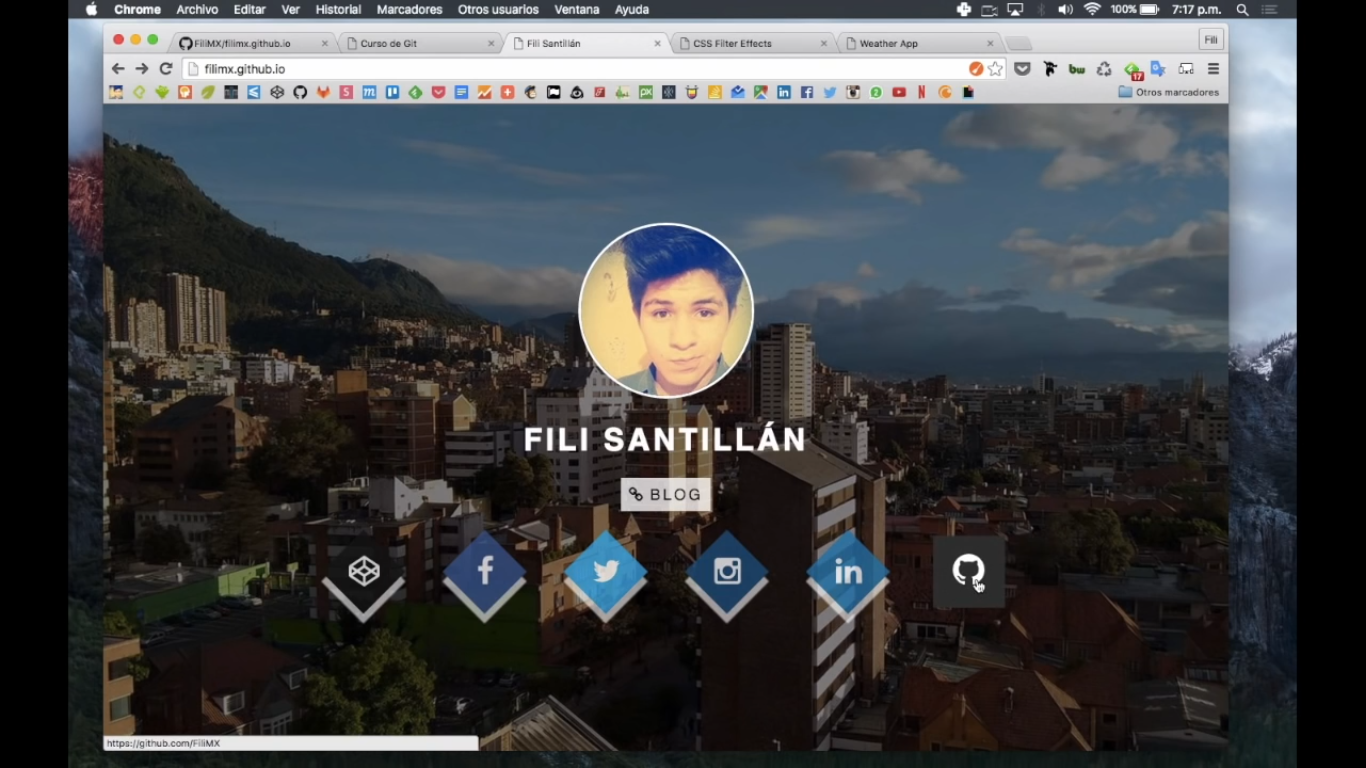 Chrome Archivo Editar Ver Historial Marcadores Otros usuarios Ventana Ayuda 100% 7:17 p.m.
FiliMX/filimx.github.io Curso de Git Fili Santillán CSS Filter Effects Weather App Fili
filimx.github.io bw 17
Otros marcadores
FILI SANTILLÁN
BLOG
https://github.com/FiliMX